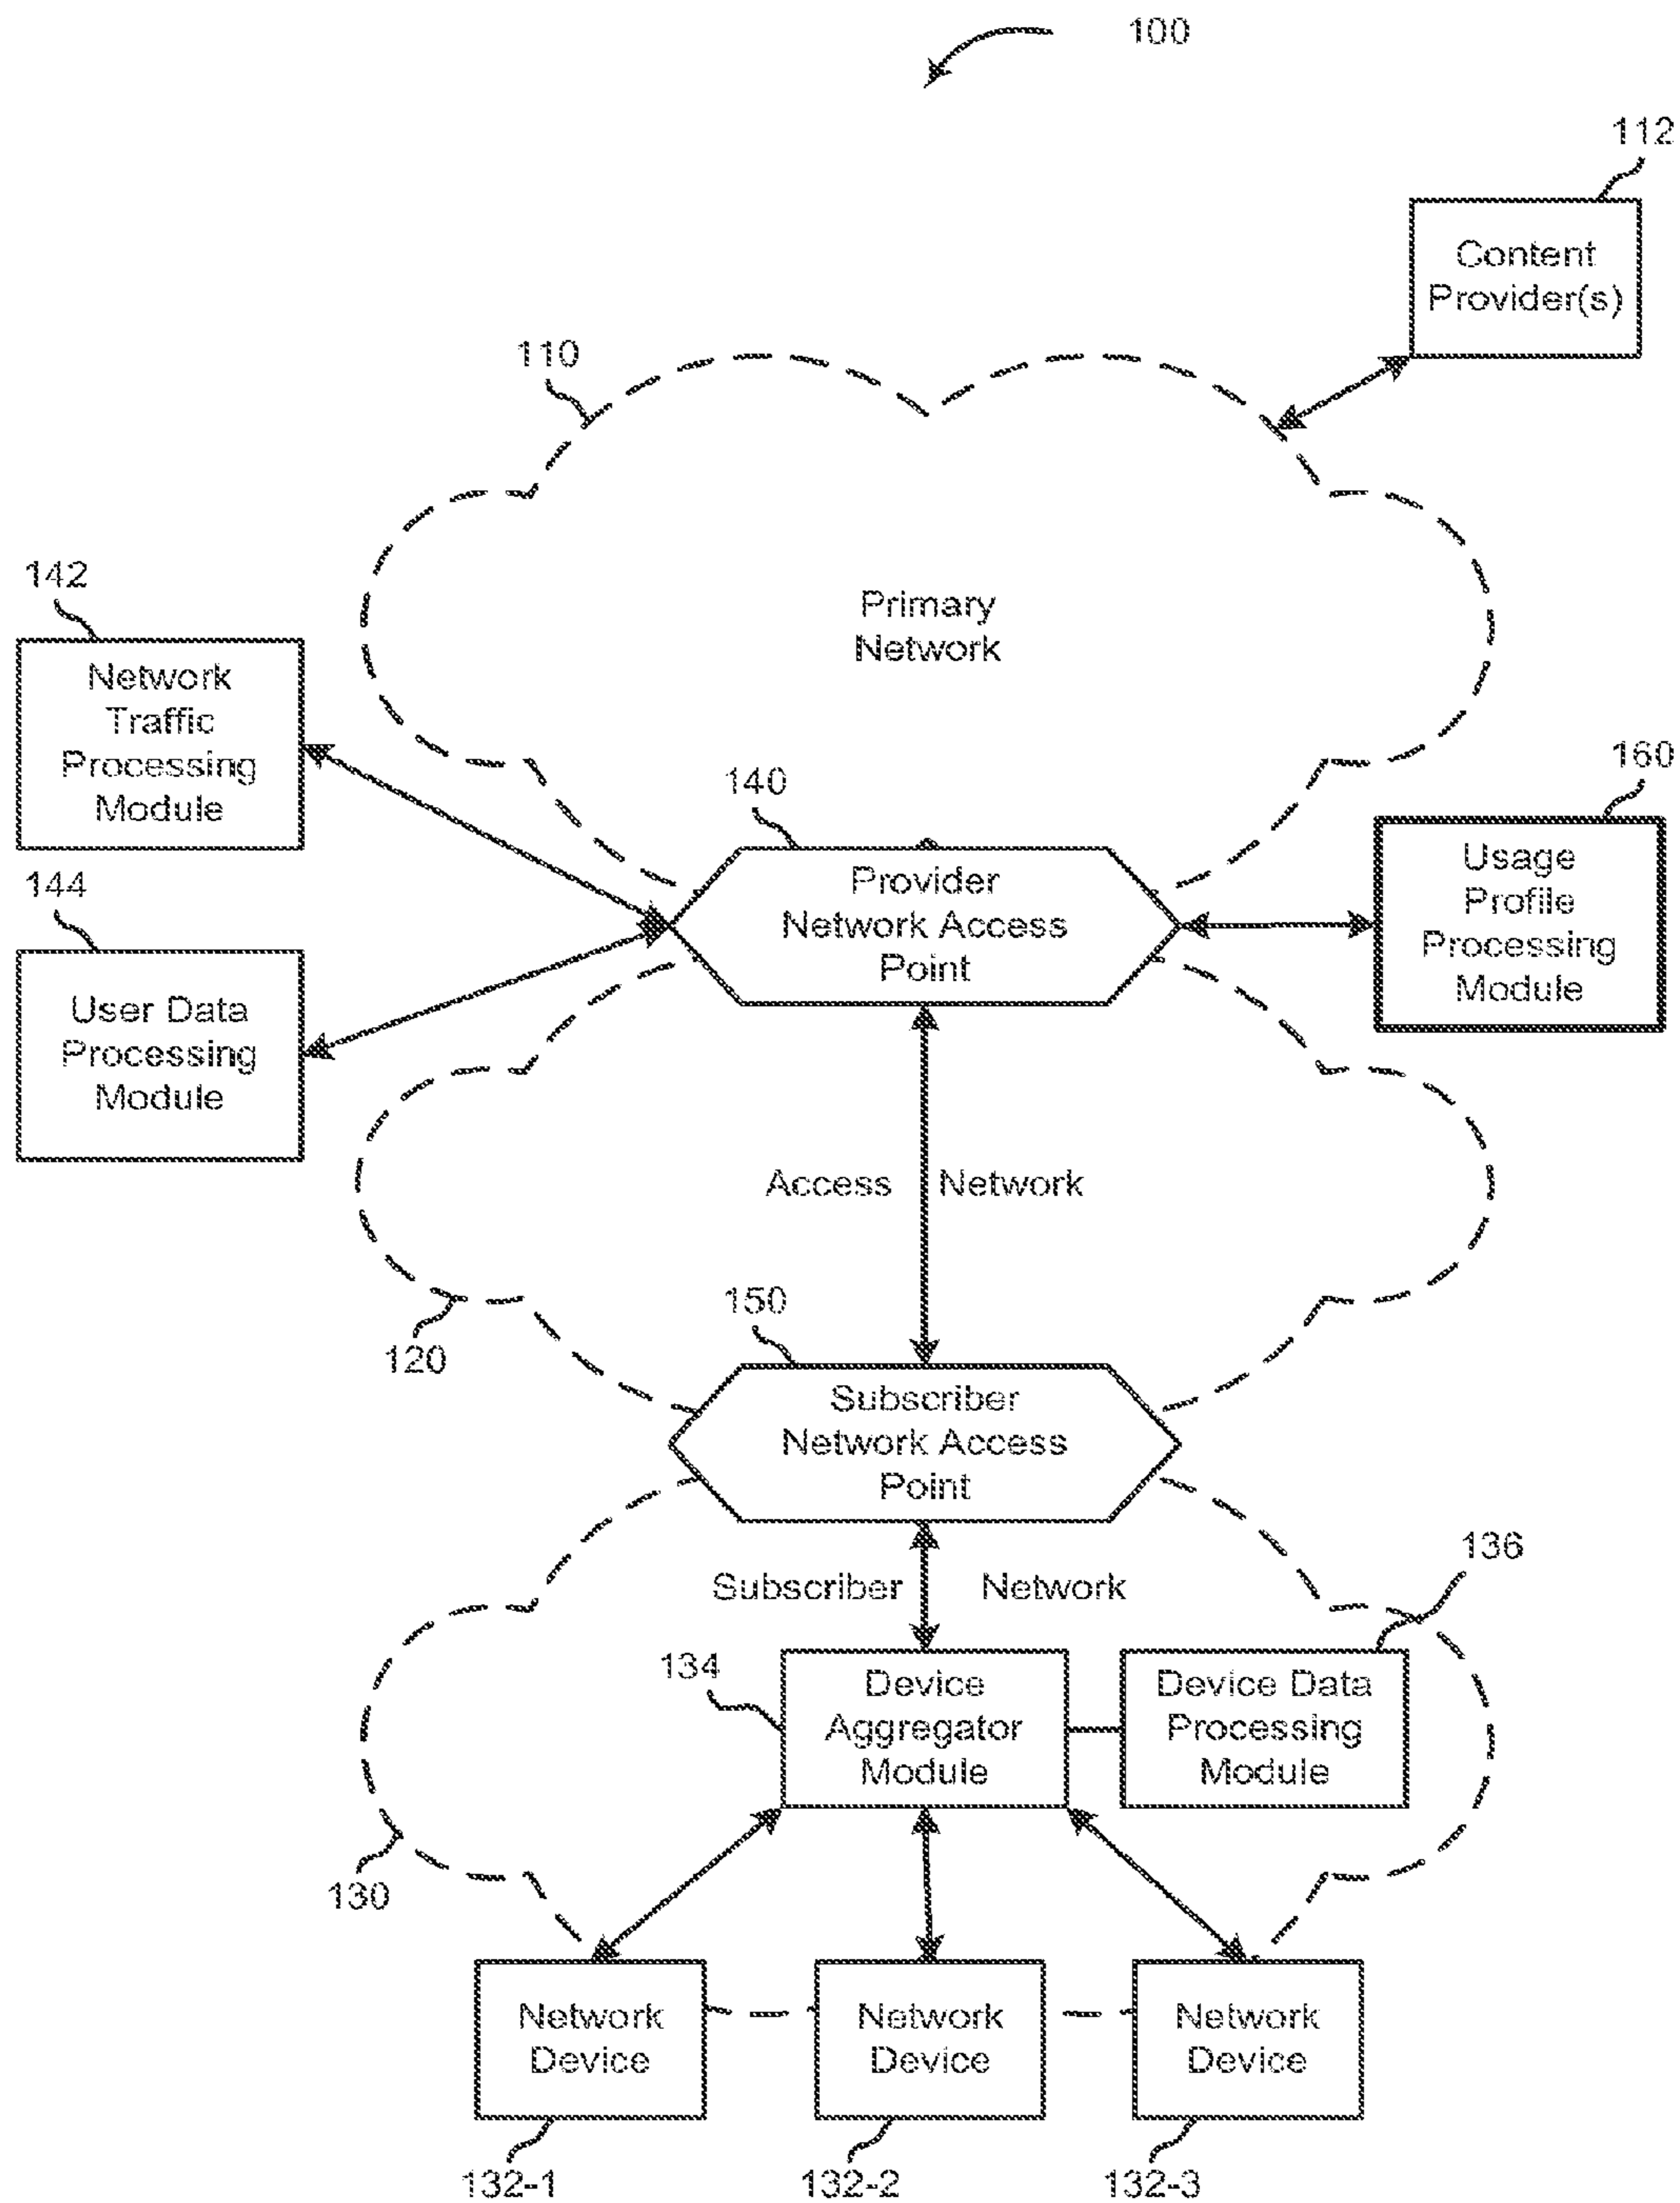 100
112
Content
Provider(s)
110
Primary
Network
142
Network
Traffic
Processing
Module
140
Provider
Network Access
Point
160
Usage
Profile
Processing
Module
144
User Data
Processing
Module
Access Network
120
150
Subscriber
Network Access
Point
Subscriber Network
136
134
Device
Aggregator
Module
Device Data
Processing
Module
130
Network
Device
Network
Device
Network
Device
132-1
132-2
132-3